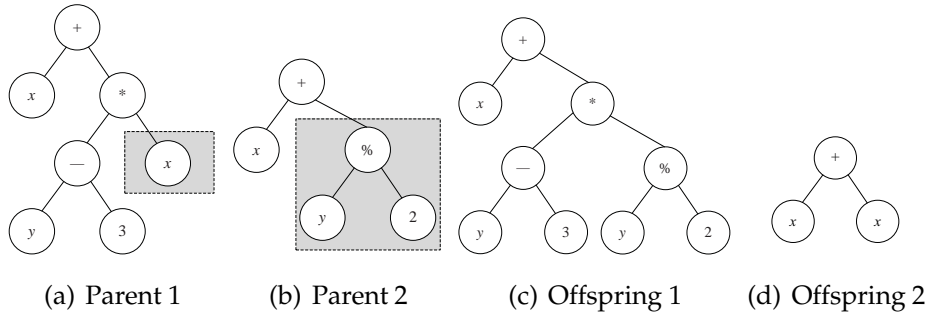 +
x
*
—
x
y
3
+
x
%
y
2
+
x
*
—
%
y
3
y
2
+
x
x
(a) Parent 1
(b) Parent 2
(c) Offspring 1
(d) Offspring 2